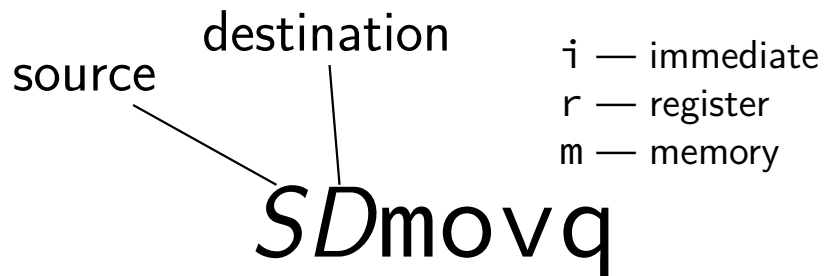 source
destination
SDmovq
i — immediate
r — register
m — memory